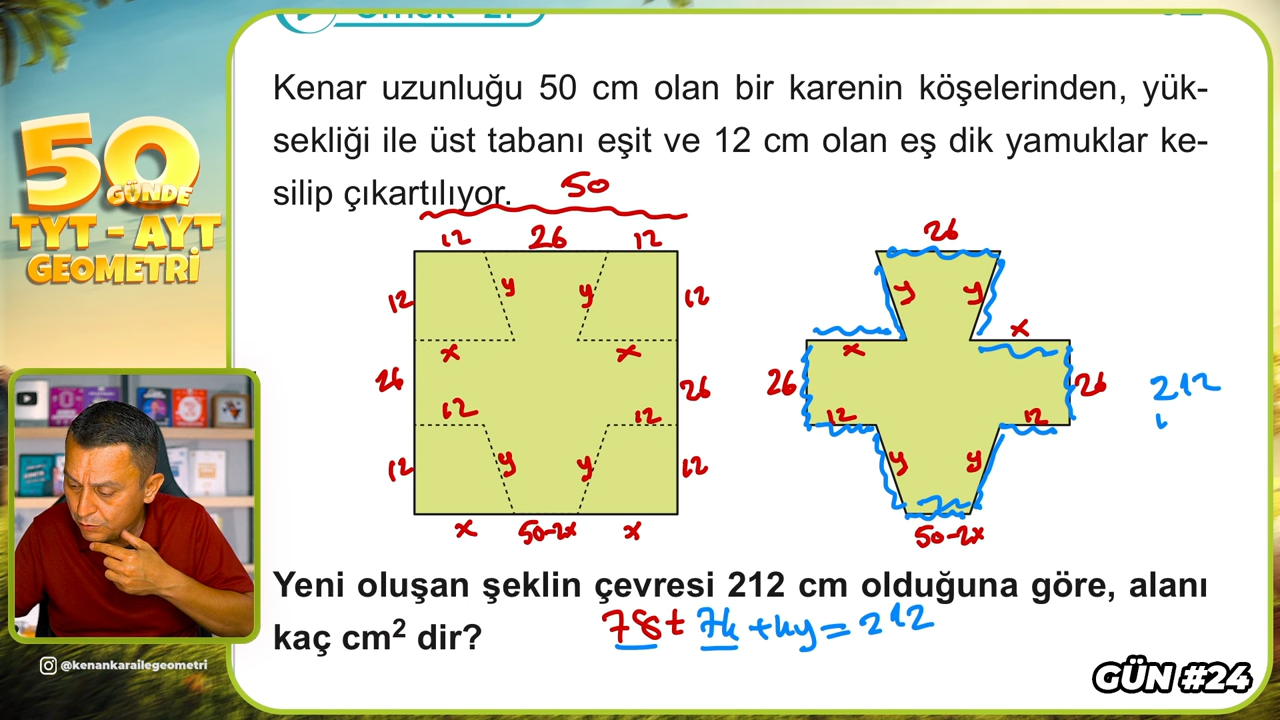 50
GÜNDE
TYT - AYT
GEOMETRİ
Kenar uzunluğu 50 cm olan bir karenin köşelerinden, yük-
sekliği ile üst tabanı eşit ve 12 cm olan eş dik yamuklar ke-
silip çıkartılıyor.
50
12 26 12
12 y y 12
x x
26 26
12 12
12 y y 12
x 50-2x x
26
y y
x x
26 26
12 12
y y
50-2x
212
Yeni oluşan şeklin çevresi 212 cm olduğuna göre, alanı
kaç cm² dir?
78+ 74 +4y=212
@kenankarailegeometri
GÜN #24